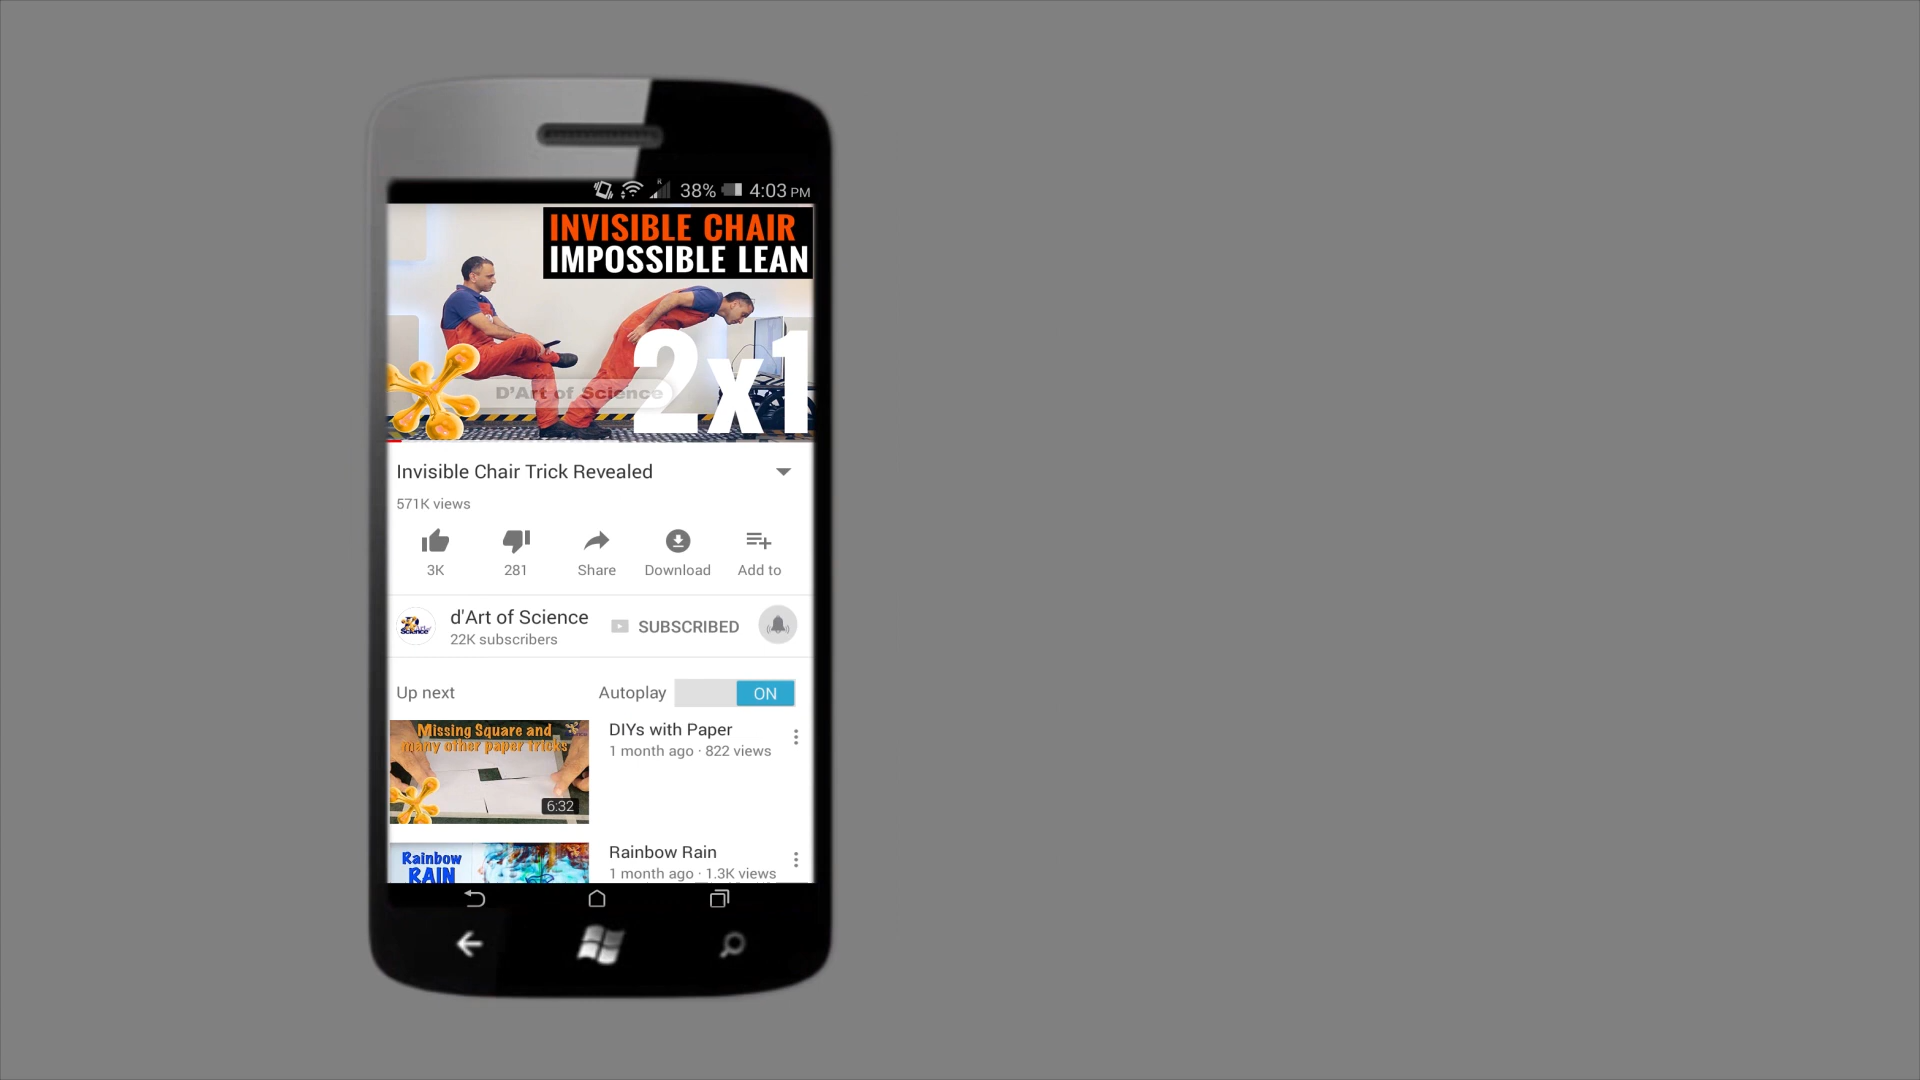 38% 4:03 PM
INVISIBLE CHAIR
IMPOSSIBLE LEAN
2x1
D'Art of Science
Invisible Chair Trick Revealed
571K views
3K 281 Share Download Add to
d'Art of Science
22K subscribers
SUBSCRIBED
Up next Autoplay ON
Missing Square and
many other paper tricks
6:32
DIYs with Paper
1 month ago · 822 views
Rainbow
RAIN
Rainbow Rain
1 month ago · 1.3K views